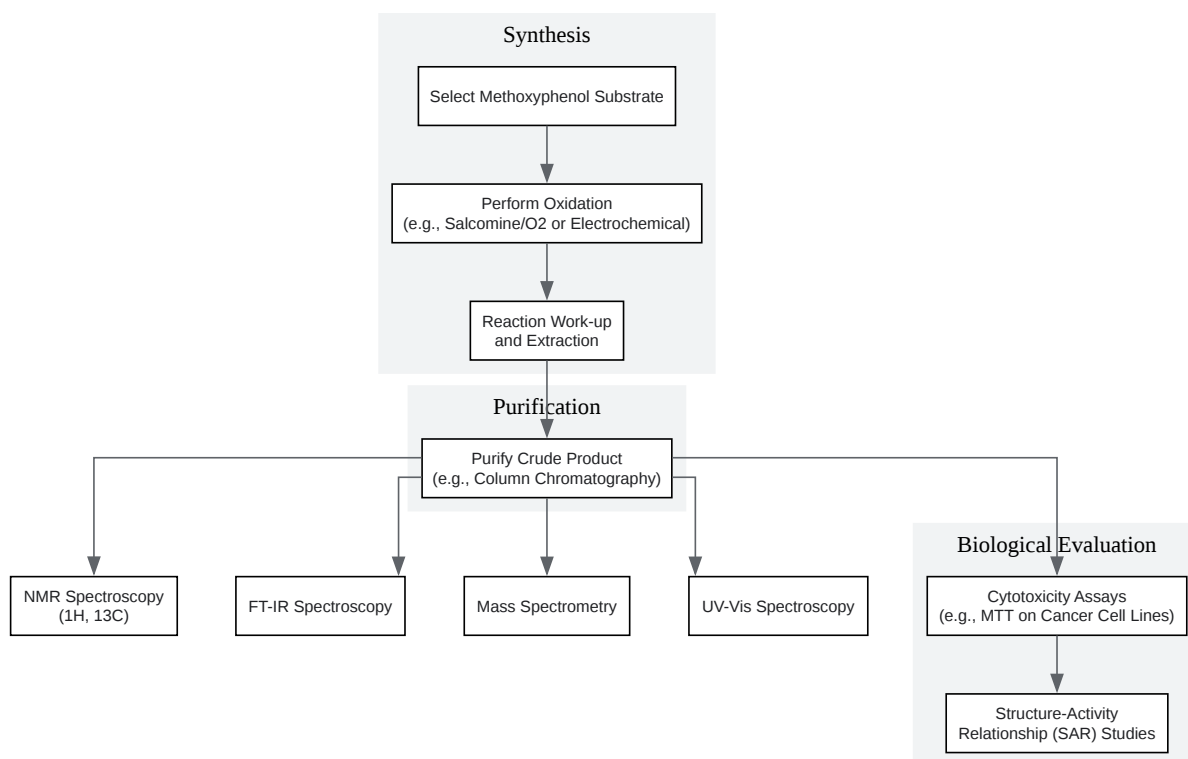 Synthesis
Select Methoxyphenol Substrate
Perform Oxidation
(e.g., Salcomine/O2 or Electrochemical)
Reaction Work-up
and Extraction
Purification
Purify Crude Product
(e.g., Column Chromatography)
NMR Spectroscopy
(1H, 13C)
FT-IR Spectroscopy
Mass Spectrometry
UV-Vis Spectroscopy
Biological Evaluation
Cytotoxicity Assays
(e.g., MTT on Cancer Cell Lines)
Structure-Activity
Relationship (SAR) Studies